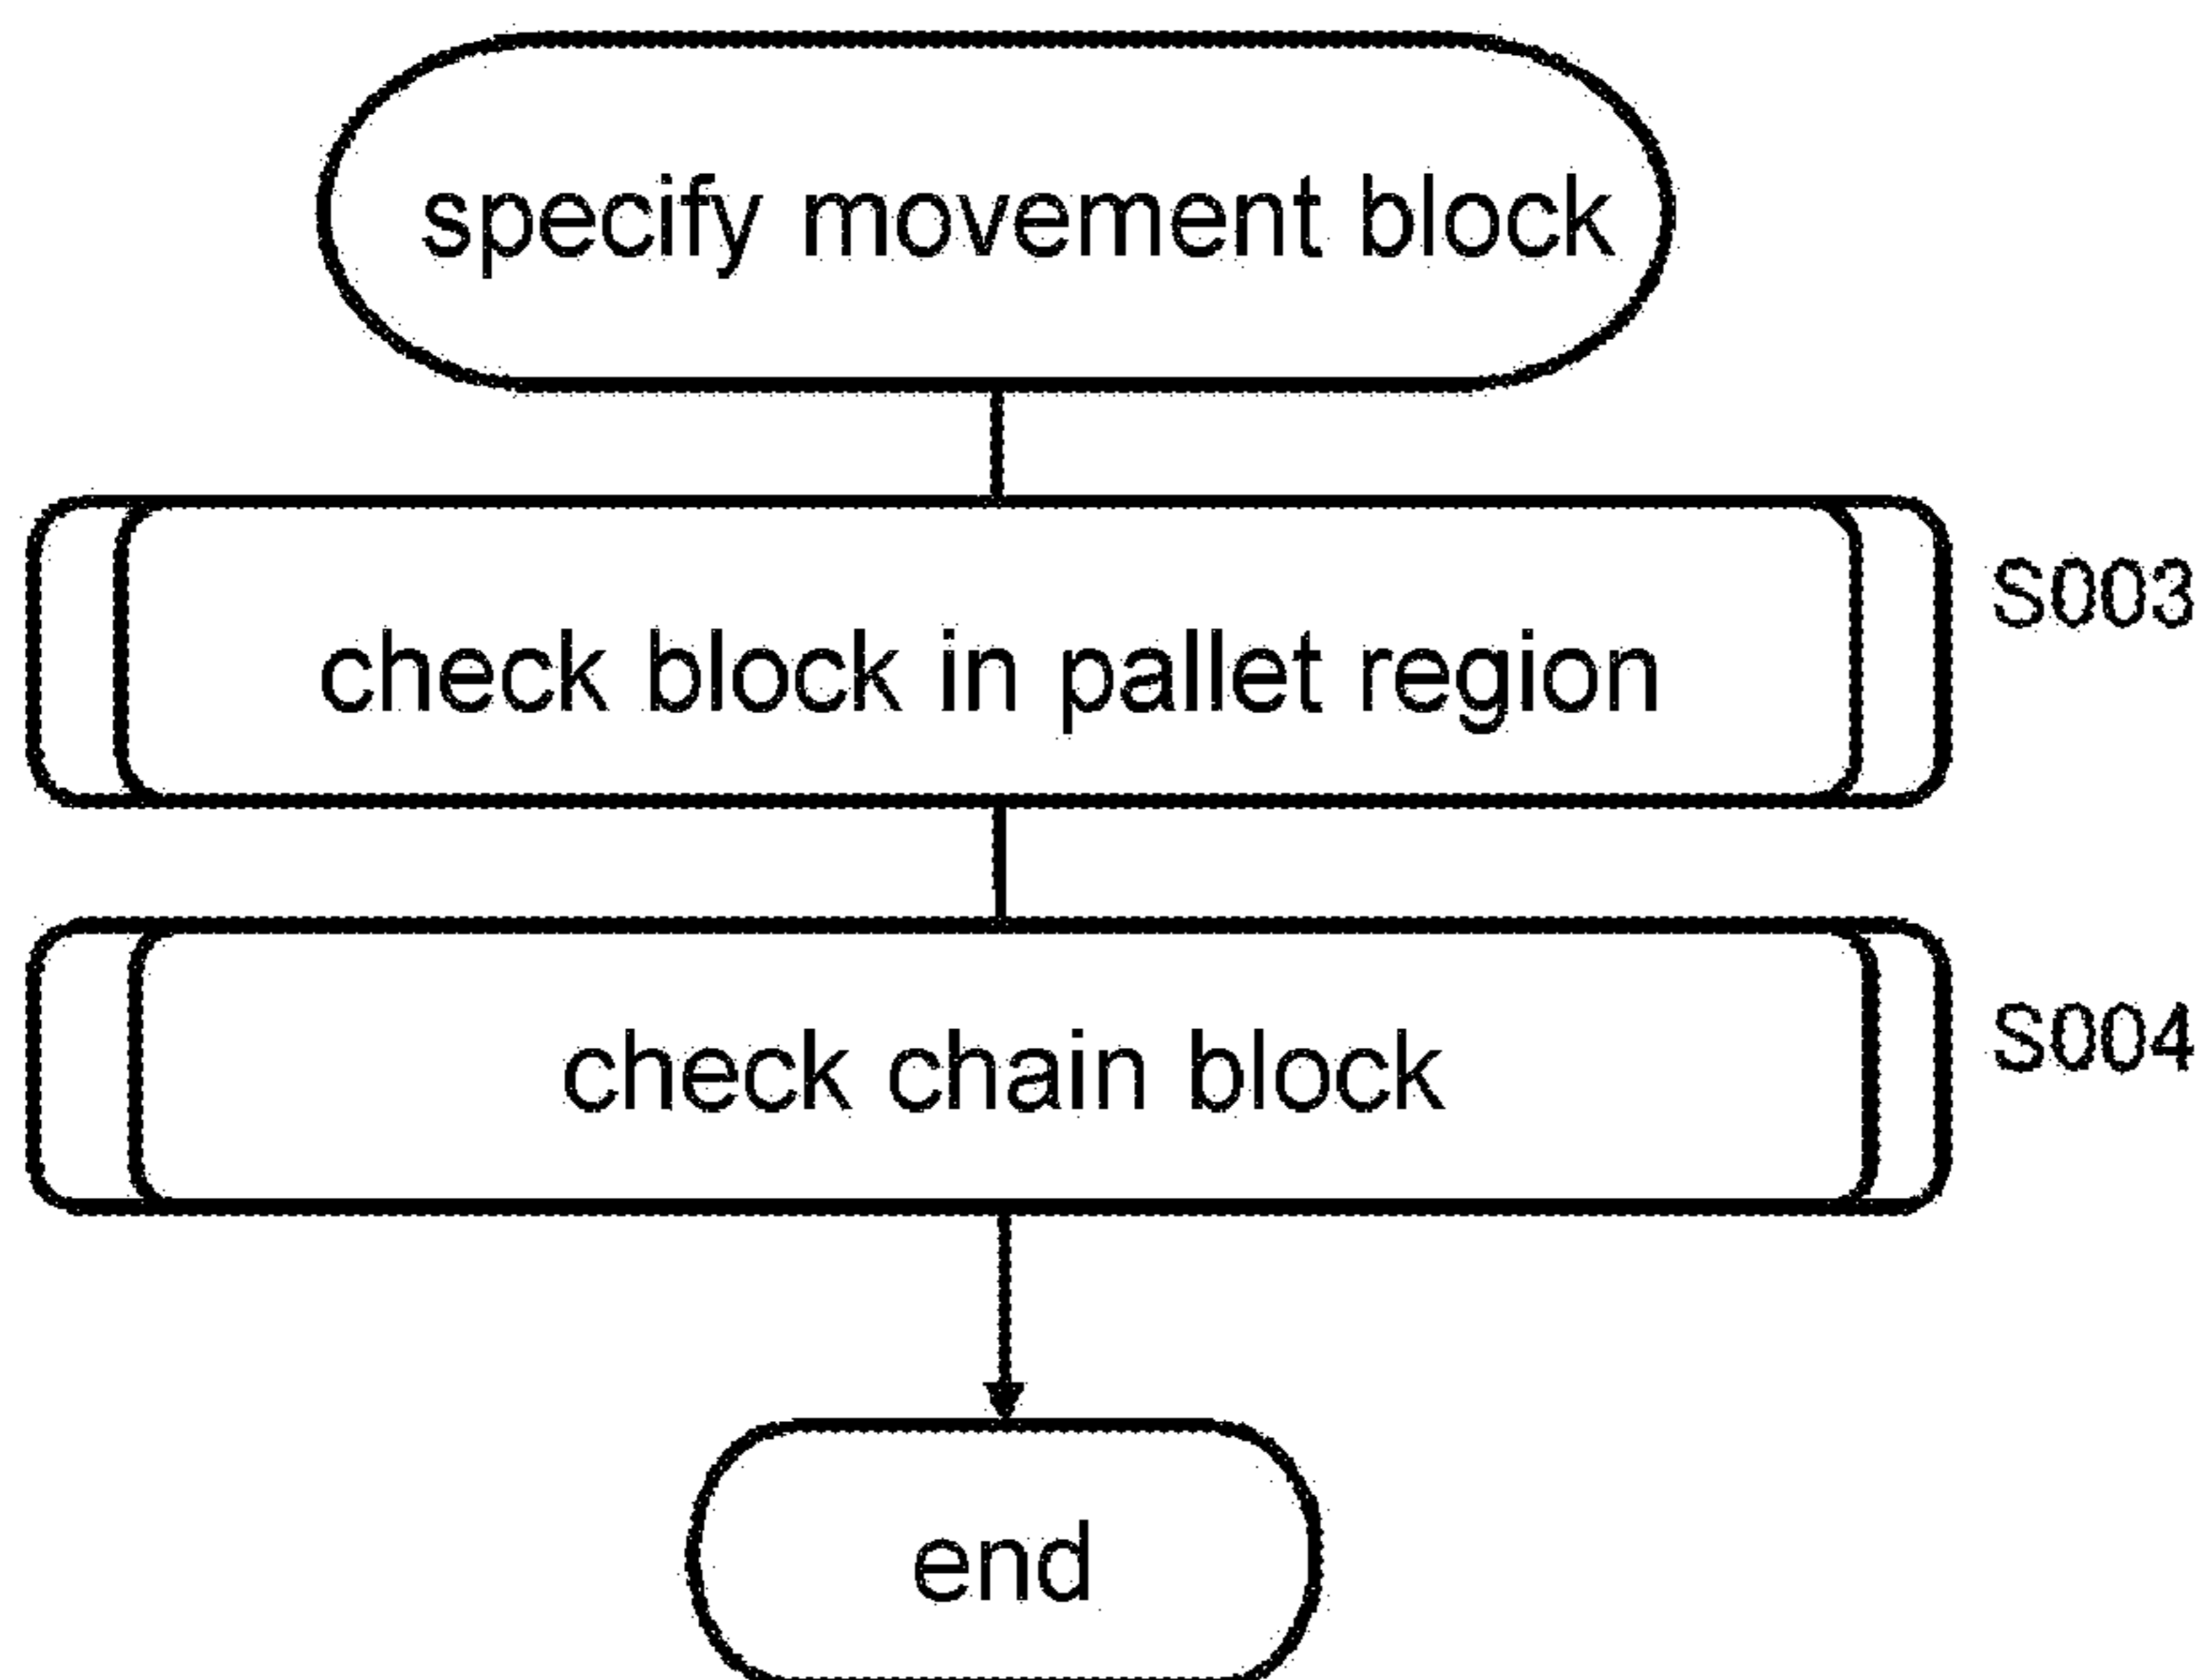 specify movement block
check block in pallet region
S003
check chain block
S004
end